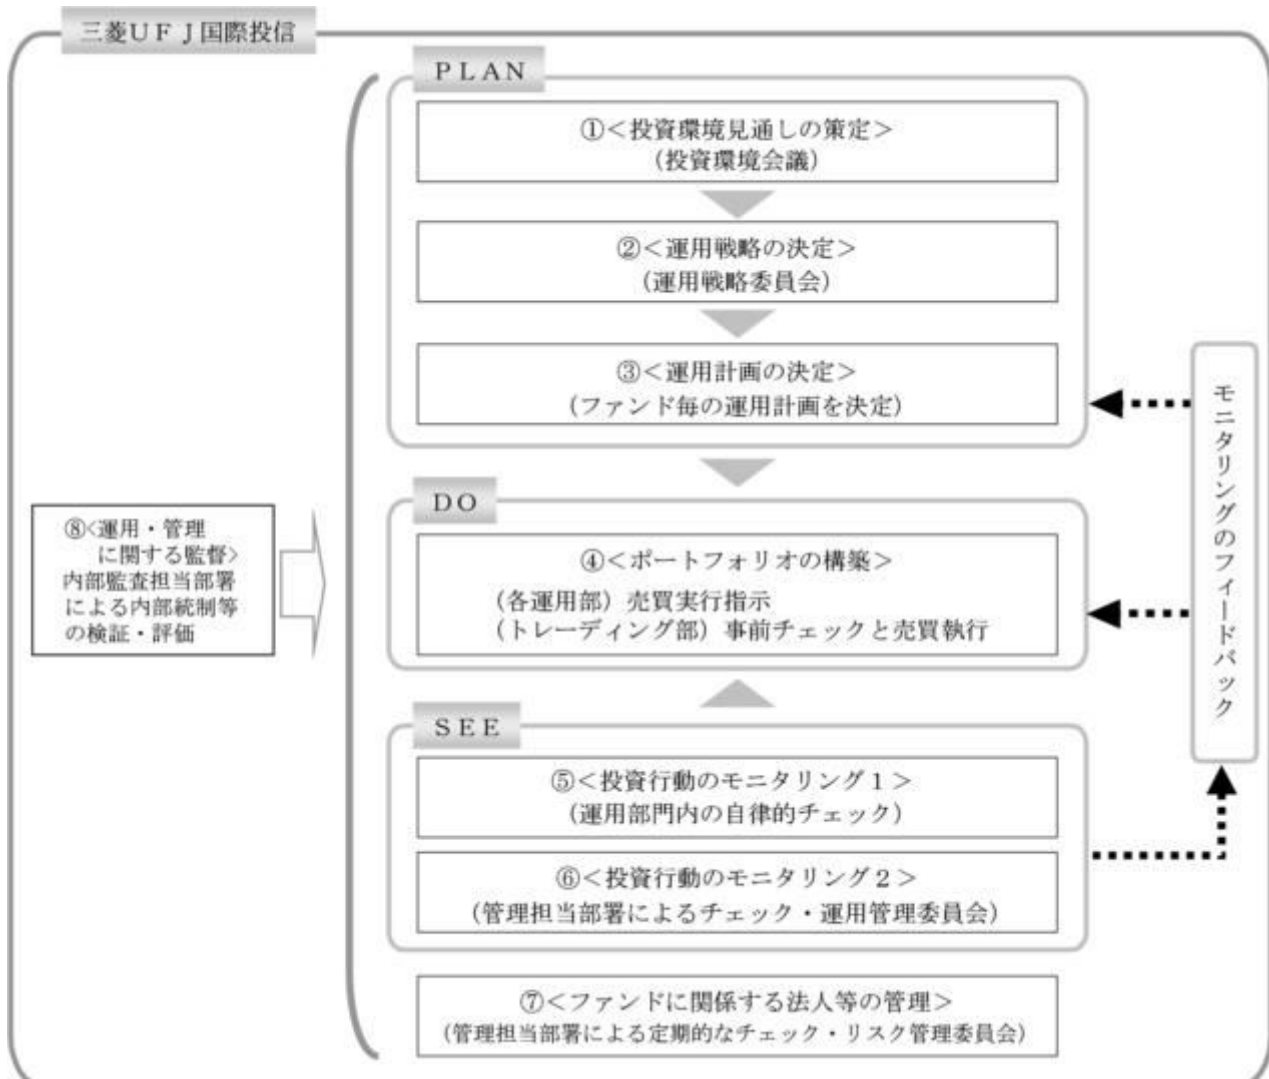 三菱ＵＦＪ国際投信
ＰＬＡＮ
①＜投資環境見通しの策定＞
（投資環境会議）
②＜運用戦略の決定＞
（運用戦略委員会）
③＜運用計画の決定＞
（ファンド毎の運用計画を決定）
ＤＯ
④＜ポートフォリオの構築＞
（各運用部）売買実行指示
（トレーディング部）事前チェックと売買執行
ＳＥＥ
⑤＜投資行動のモニタリング１＞
（運用部門内の自律的チェック）
⑥＜投資行動のモニタリング２＞
（管理担当部署によるチェック・運用管理委員会）
⑦＜ファンドに関係する法人等の管理＞
（管理担当部署による定期的なチェック・リスク管理委員会）
⑧<運用・管理
に関する監督>
内部監査担当部署
による内部統制等
の検証・評価
モニタリングのフィードバック